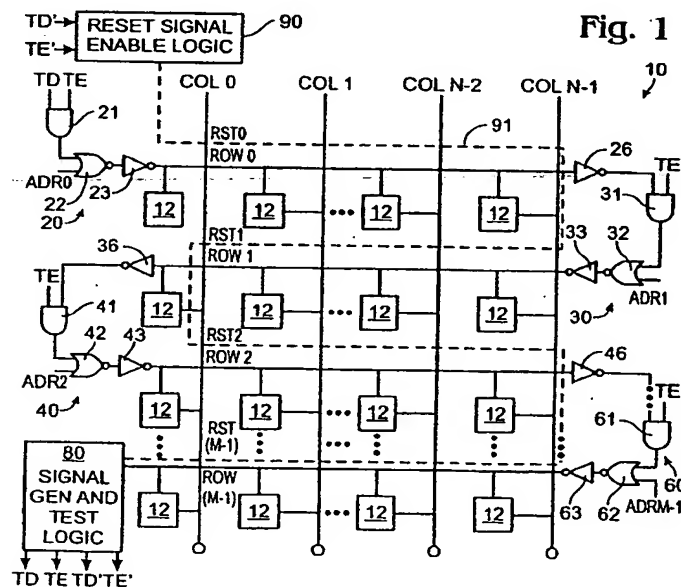 Fig. 1
TD'
TE'
RESET SIGNAL
ENABLE LOGIC
90
10
TD TE
COL 0
COL 1
COL N-2
COL N-1
21
91
RST0
ROW 0
26
TE
ADR0
22
23
20
31
12
12
12
12
33
32
RST1
ROW 1
36
TE
ADR1
30
41
12
12
12
12
42
43
RST2
ROW 2
46
ADR2
40
TE
61
12
12
12
12
RST
(M-1)
60
80
SIGNAL
GEN AND
TEST
LOGIC
ROW
(M-1)
63
62
ADRM-1
12
12
12
12
TD TE TD' TE'